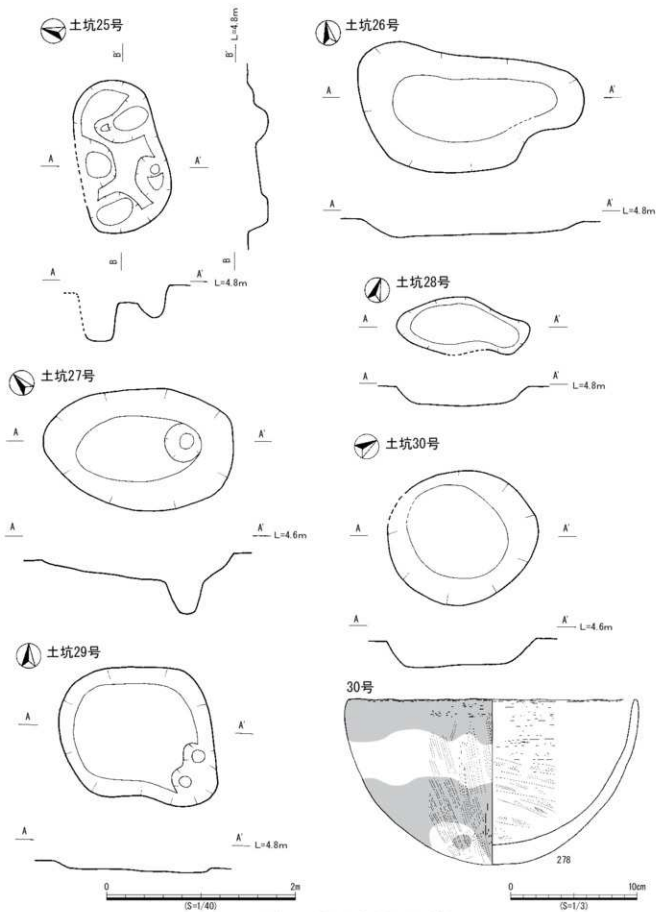 土坑25号
B'
B'
L=4.8m
A
A'
B
B
A
A'
L=4.8m
土坑26号
A
A'
A
A'
L=4.8m
土坑28号
A
A'
A
A'
L=4.8m
土坑27号
A
A'
A
A'
L=4.6m
土坑30号
A
A'
A
A'
L=4.6m
土坑29号
A
A'
A
A'
L=4.8m
0
2m
(S=1/40)
30号
278
0
10cm
(S=1/3)